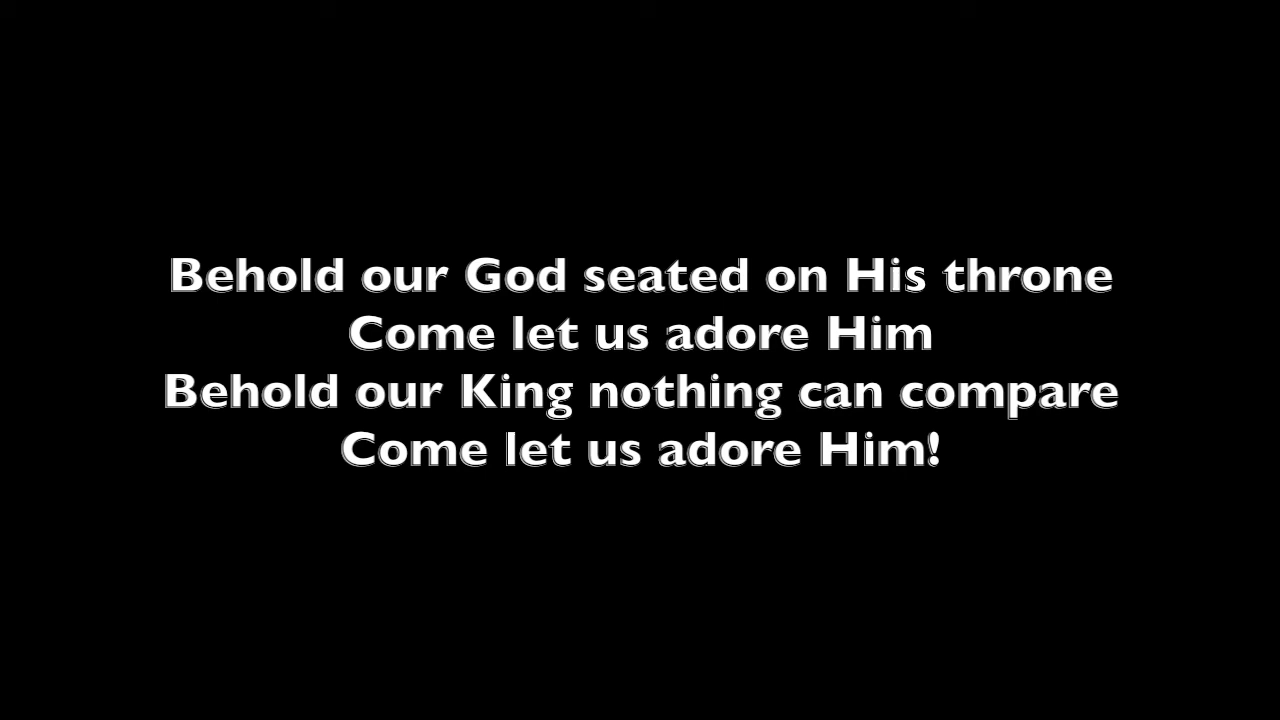 Behold our God seated on His throne
Come let us adore Him
Behold our King nothing can compare
Come let us adore Him!